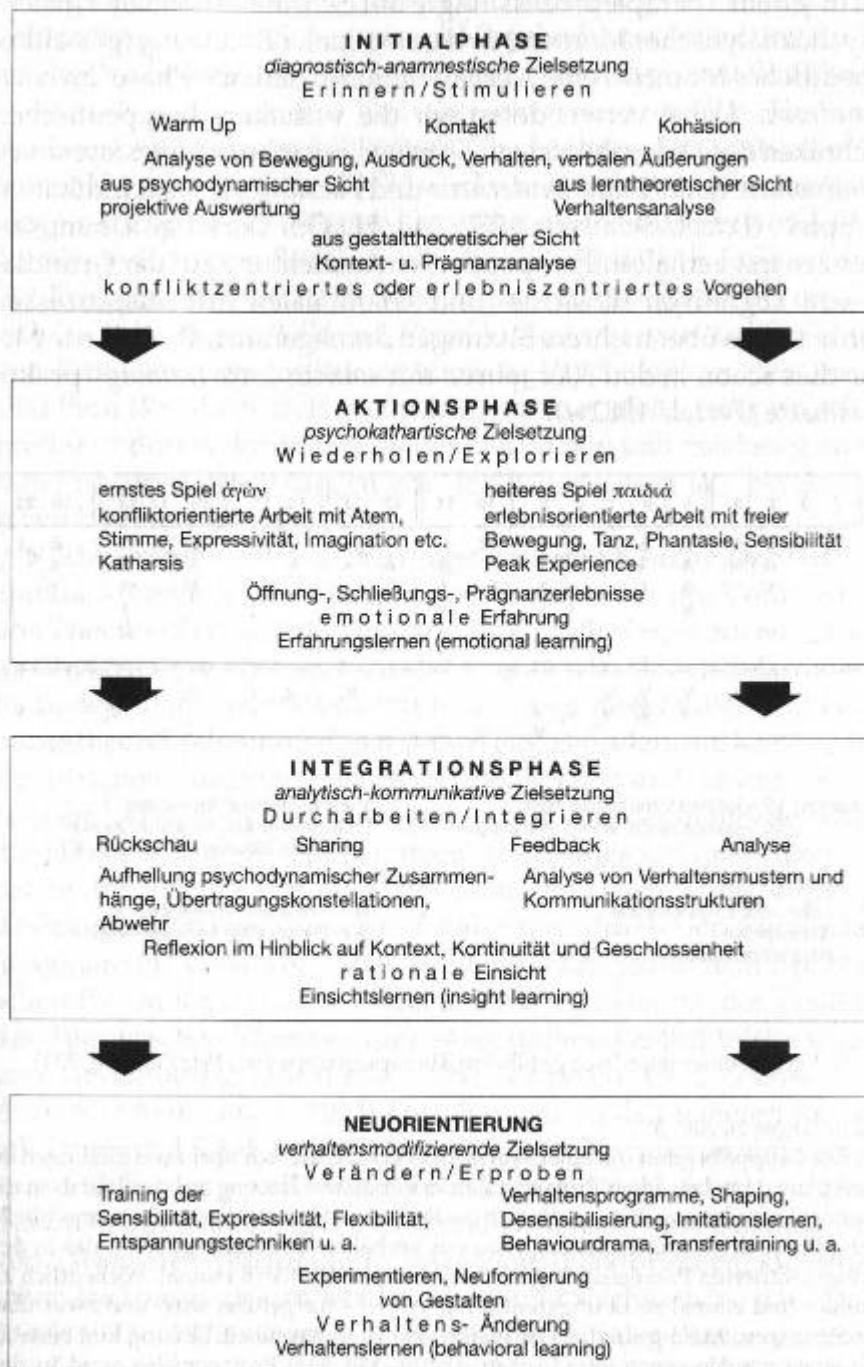 INITIALPHASE
diagnostisch-anamnestische Zielsetzung
Erinnern/Stimulieren
Warm Up Kontakt Kohäsion
Analyse von Bewegung, Ausdruck, Verhalten, verbalen Äußerungen
aus psychodynamischer Sicht aus lerntheoretischer Sicht
projektive Auswertung Verhaltensanalyse
aus gestalttheoretischer Sicht
Kontext- u. Prägnanzanalyse
konfliktzentriertes oder erlebniszentriertes Vorgehen
AKTIONSPHASE
psychokathartische Zielsetzung
Wiederholen/Explorieren
ernstes Spiel ἀγών heiteres Spiel παιδιά
konfliktorientierte Arbeit mit Atem, erlebnisorientierte Arbeit mit freier
Stimme, Expressivität, Imagination etc. Bewegung, Tanz, Phantasie, Sensibilität
Katharsis Peak Experience
Öffnung-, Schließungs-, Prägnanzerlebnisse
emotionale Erfahrung
Erfahrungslernen (emotional learning)
INTEGRATIONSPHASE
analytisch-kommunikative Zielsetzung
Durcharbeiten/Integrieren
Rückschau Sharing Feedback Analyse
Aufhellung psychodynamischer Zusammen- Analyse von Verhaltensmustern und
hänge, Übertragungskonstellationen, Kommunikationsstrukturen
Abwehr
Reflexion im Hinblick auf Kontext, Kontinuität und Geschlossenheit
rationale Einsicht
Einsichtslernen (insight learning)
NEUORIENTIERUNG
verhaltensmodifizierende Zielsetzung
Verändern/Erproben
Training der Verhaltensprogramme, Shaping,
Sensibilität, Expressivität, Flexibilität, Desensibilisierung, Imitationslernen,
Entspannungstechniken u. a. Behaviourdrama, Transfertraining u. a.
Experimentieren, Neuformierung
von Gestalten
Verhaltens- Änderung
Verhaltenslernen (behavioral learning)